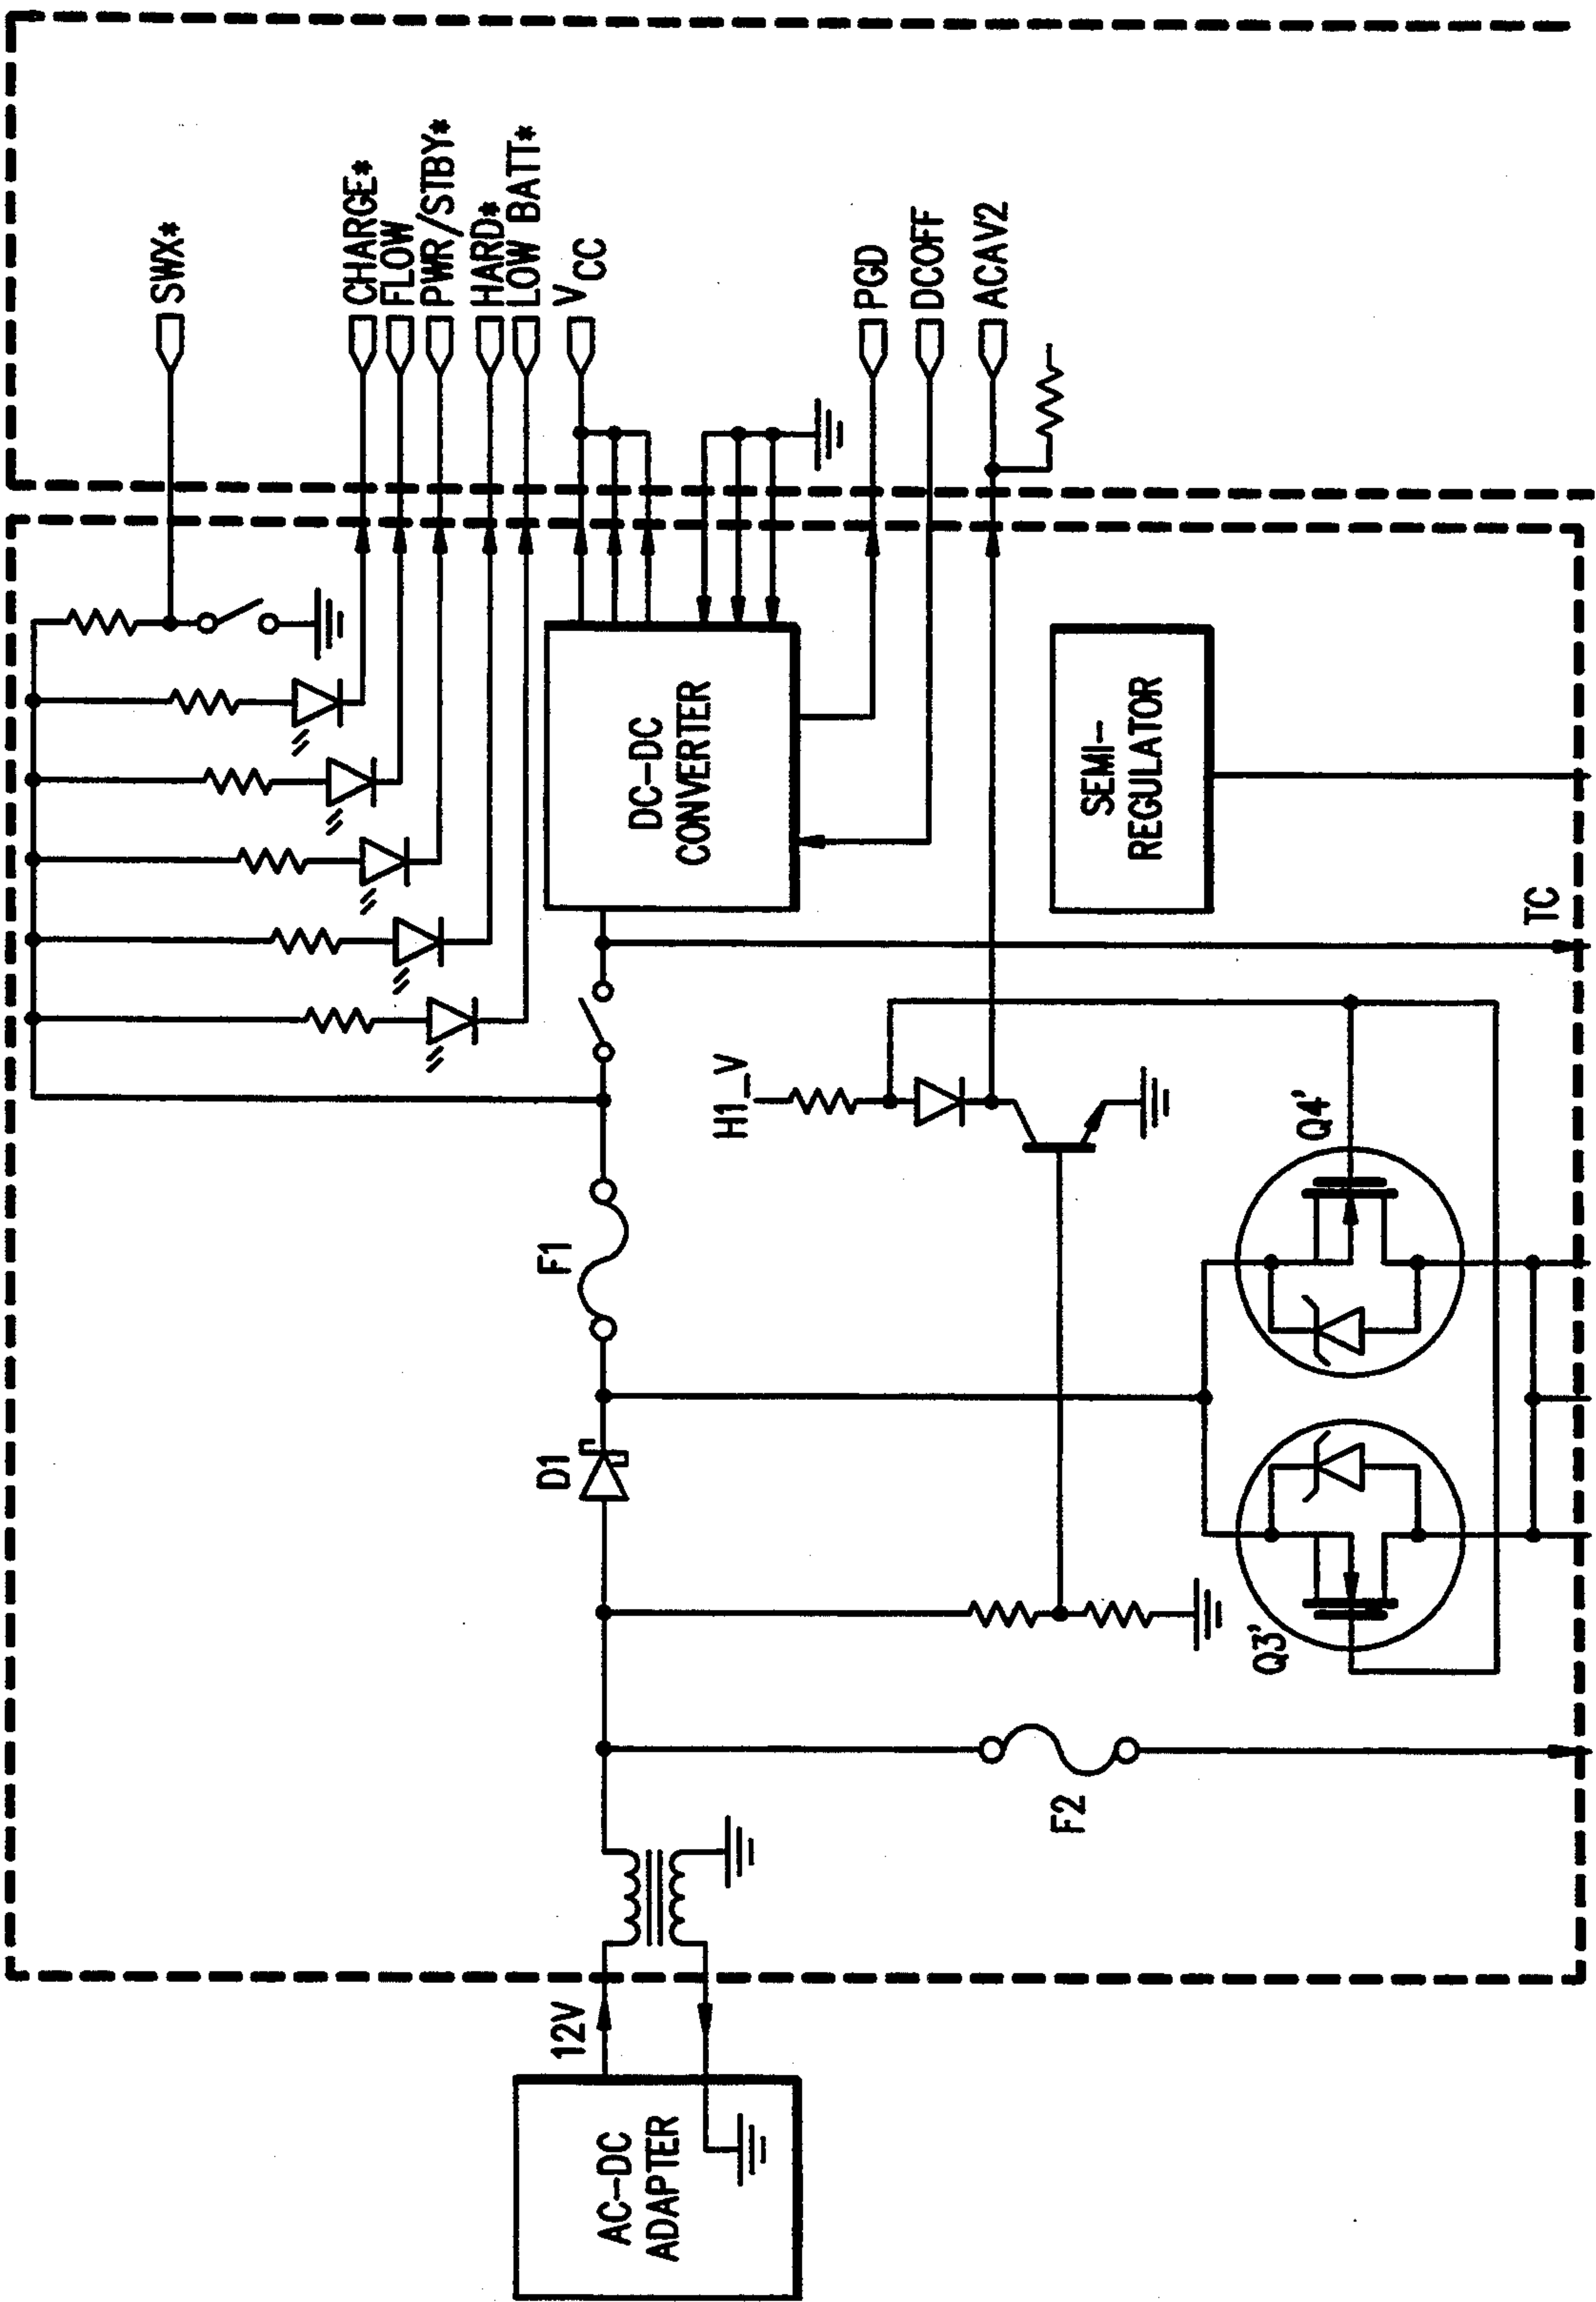 AC-DC
ADAPTER
12V
F2
D1
F1
Q3'
Q4'
H1_V
TC
DC-DC
CONVERTER
SEMI-
REGULATOR
SWX*
CHARGE*
FLOW
PWR/STBY*
HARD*
LOW BATT*
VCC
PGD
DCOFF
ACAV2